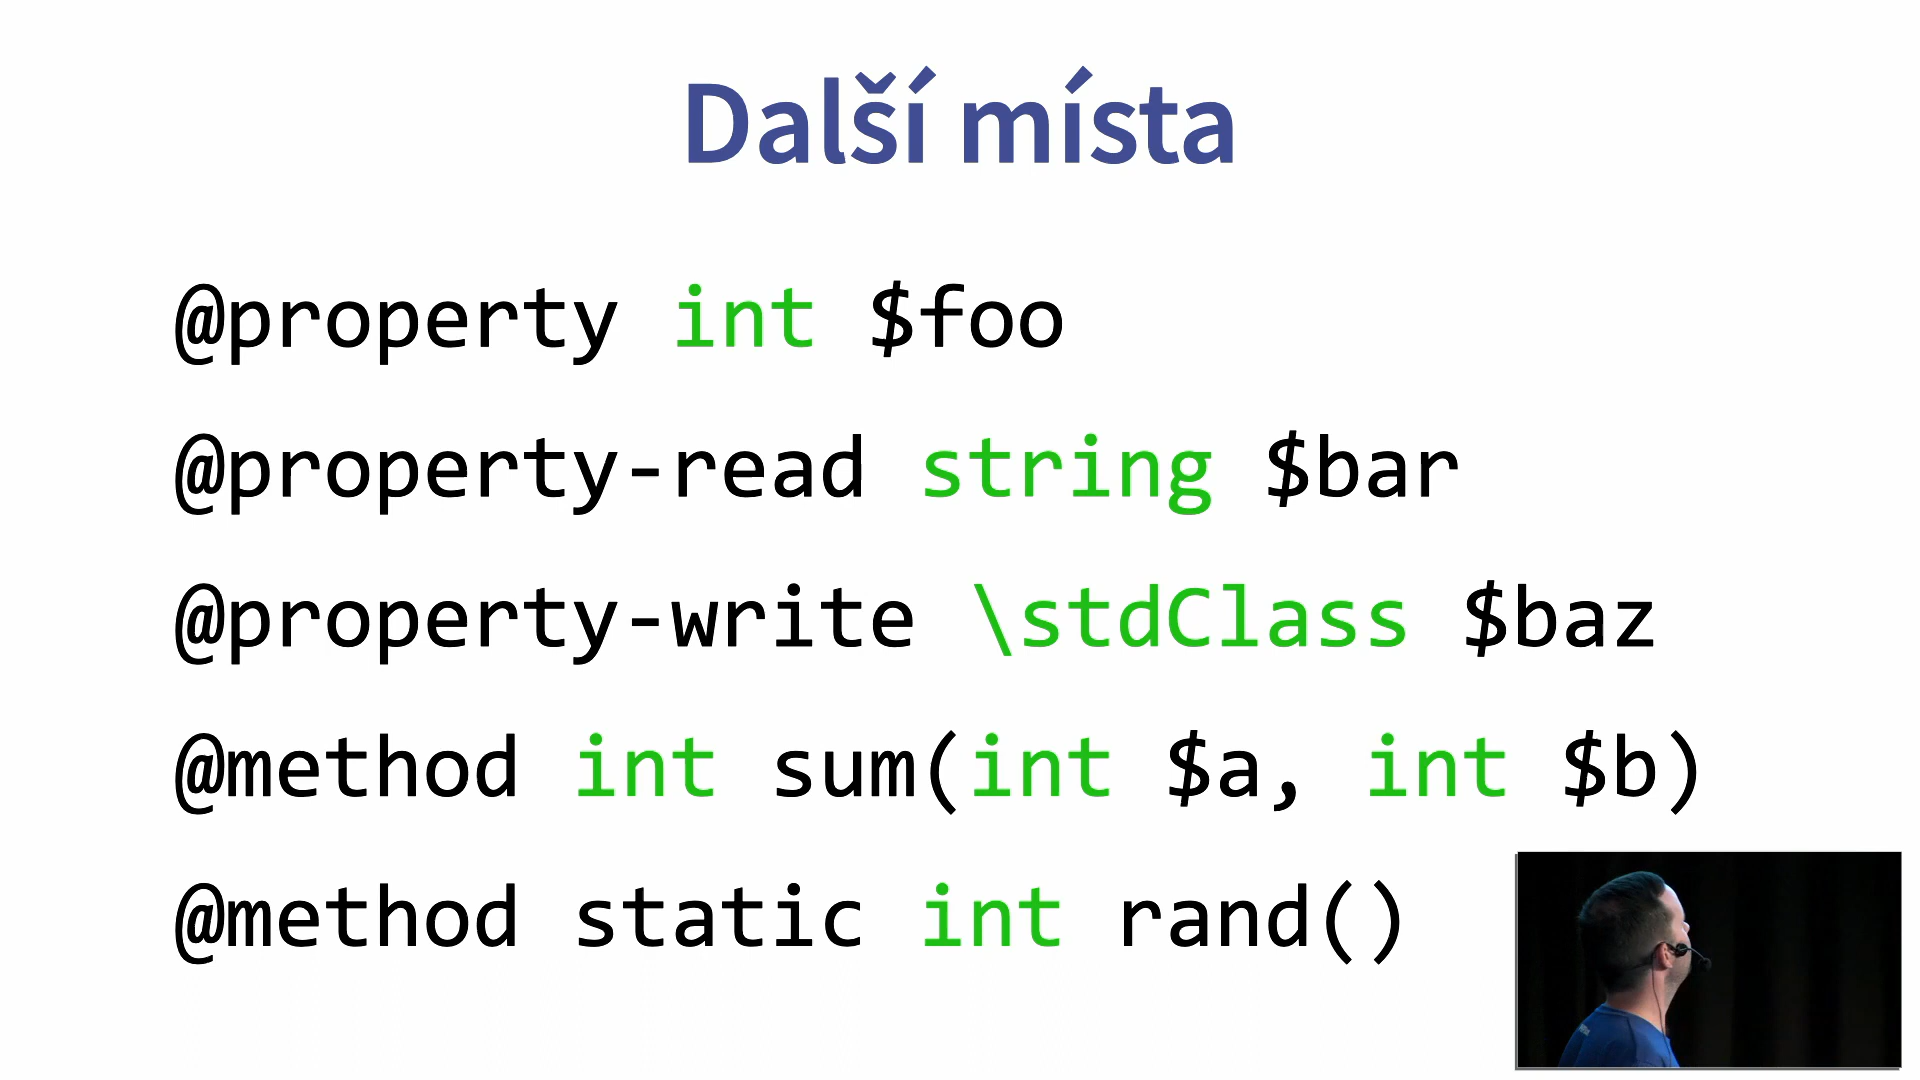 Další místa
@property int $foo
@property-read string $bar
@property-write \stdClass $baz
@method int sum(int $a, int $b)
@method static int rand()